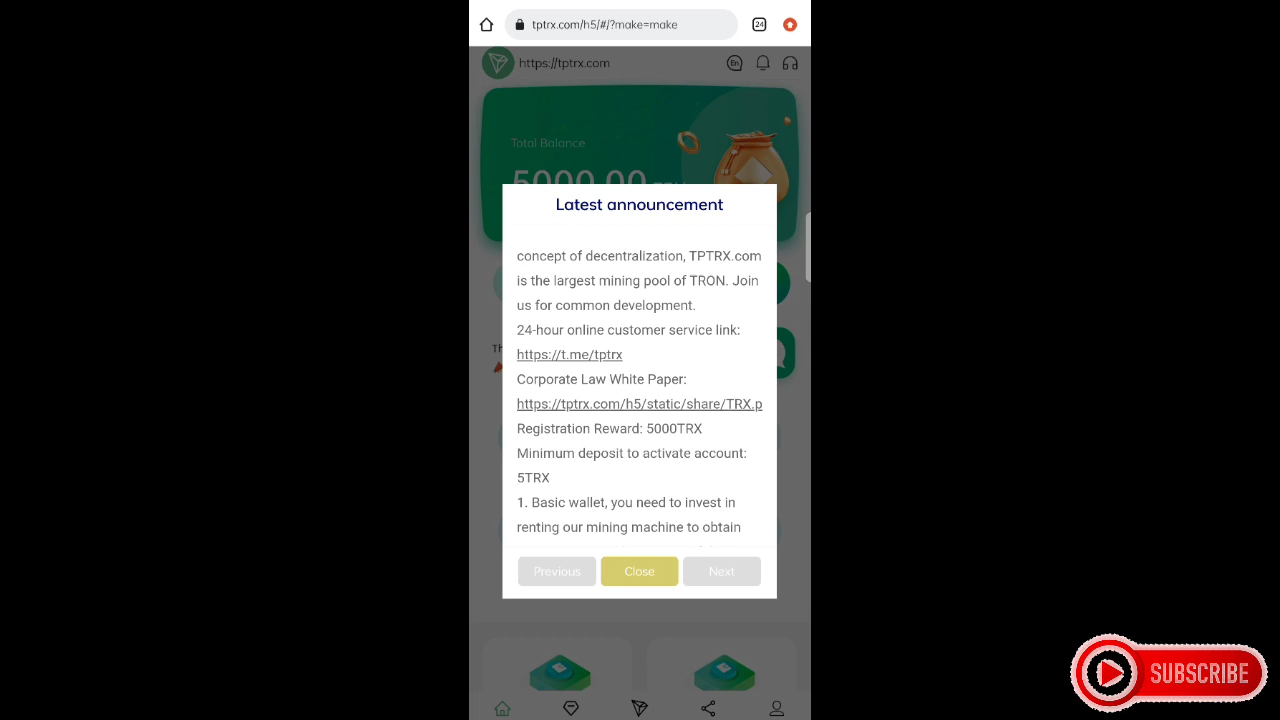 tptrx.com/h5/#/?make=make
24
https://tptrx.com
En
Total Balance
5000.00
Latest announcement
concept of decentralization, TPTRX.com
is the largest mining pool of TRON. Join
us for common development.
24-hour online customer service link:
https://t.me/tptrx
Corporate Law White Paper:
https://tptrx.com/h5/static/share/TRX.p
Registration Reward: 5000TRX
Minimum deposit to activate account:
5TRX
1. Basic wallet, you need to invest in
renting our mining machine to obtain
Previous
Close
Next
SUBSCRIBE